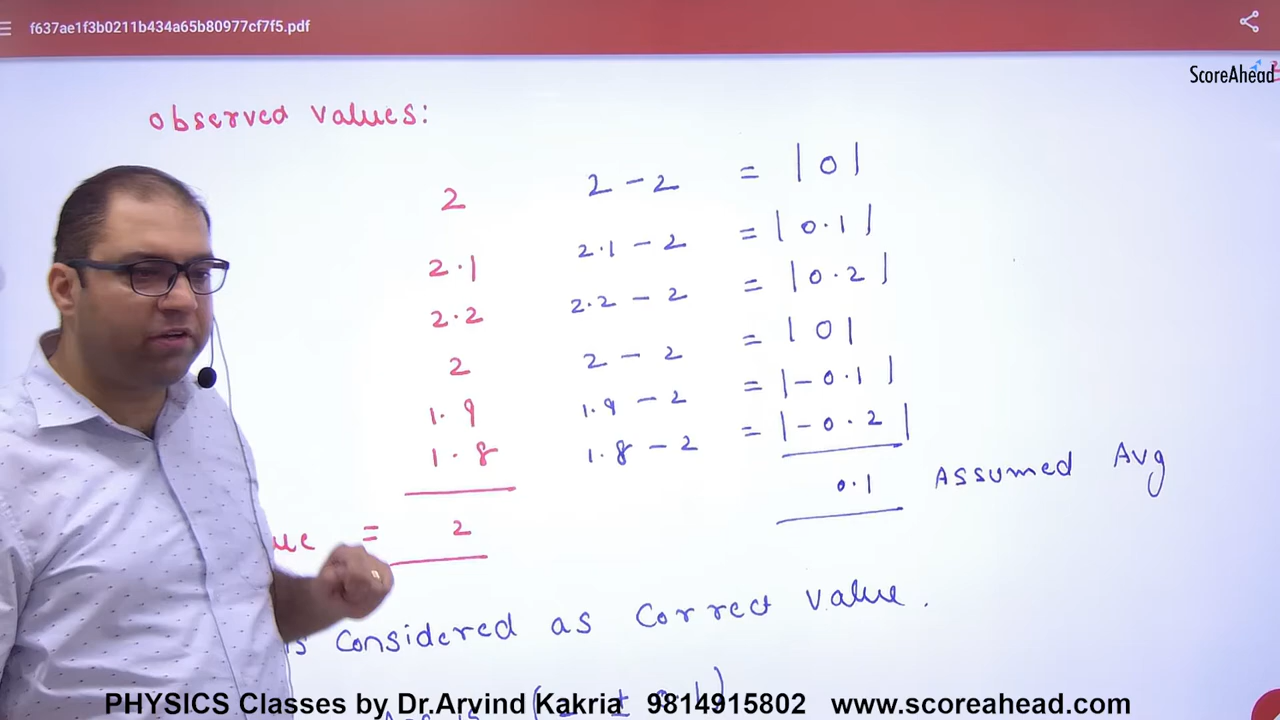 f637ae1f3b0211b434a65b80977cf7f5.pdf
ScoreAhead
observed values:
2 2 - 2 = |0|
2.1 2.1 - 2 = |0.1|
2.2 2.2 - 2 = |0.2|
2 2 - 2 = |0|
1.9 1.9 - 2 = |-0.1|
1.8 1.8 - 2 = |-0.2|
0.1 Assumed Avg
= 2
is considered as correct value.
PHYSICS Classes by Dr.Arvind Kakria 9814915802 www.scoreahead.com